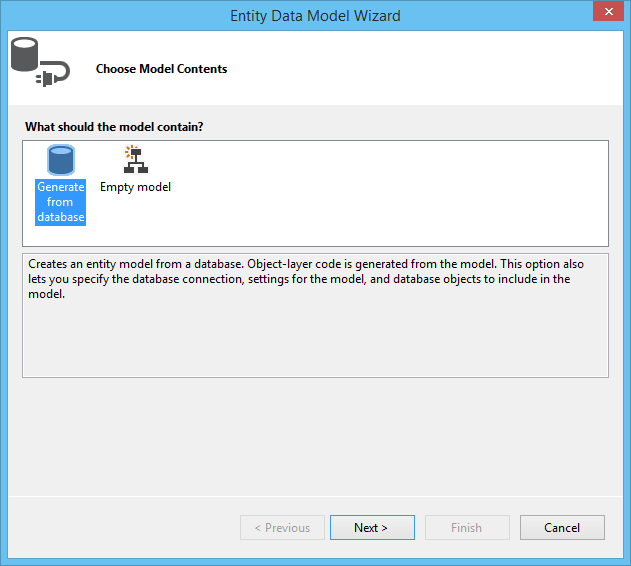 Entity Data Model Wizard
Choose Model Contents
What should the model contain?
Generate
from
database
Empty model
Creates an entity model from a database. Object-layer code is generated from the model. This option also
lets you specify the database connection, settings for the model, and database objects to include in the
model.
< Previous
Next >
Finish
Cancel